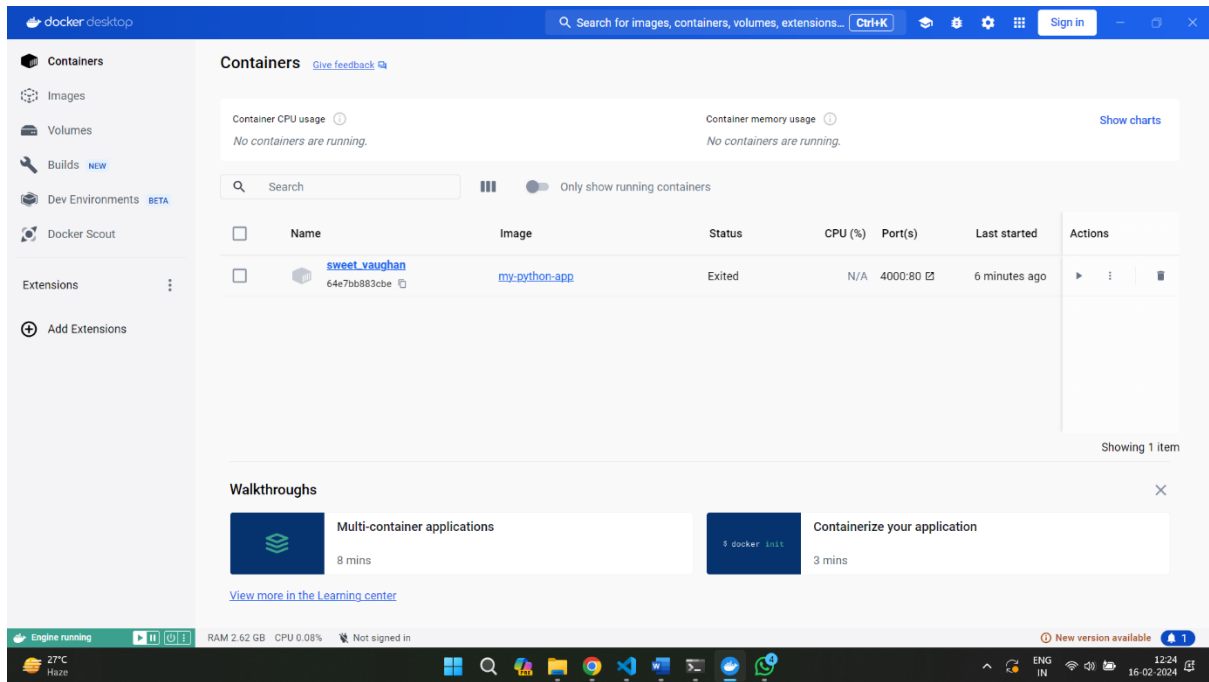 docker desktop
Search for images, containers, volumes, extensions... Ctrl+K
Sign in
Containers
Images
Volumes
Builds NEW
Dev Environments BETA
Docker Scout
Extensions
Add Extensions
Containers Give feedback
Container CPU usage
No containers are running.
Container memory usage
No containers are running.
Show charts
Search
Only show running containers
Name Image Status CPU (%) Port(s) Last started Actions
sweet_vaughan
64e7bb883cbe
my-python-app Exited N/A 4000:80 6 minutes ago
Showing 1 item
Walkthroughs
Multi-container applications
8 mins
$ docker init
Containerize your application
3 mins
View more in the Learning center
Engine running
RAM 2.62 GB CPU 0.08% Not signed in
New version available 1
27°C
Haze
4
ENG
IN
12:24
16-02-2024